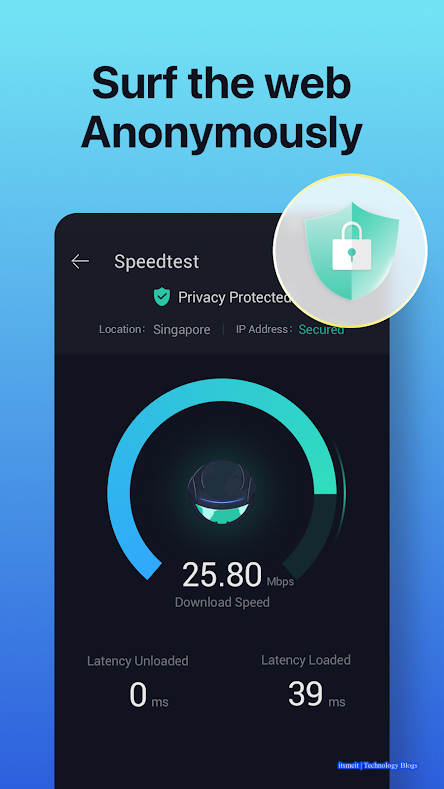 Surf the web
Anonymously
Speedtest
Privacy Protected
Location: Singapore | IP Address: Secured
25.80 Mbps
Download Speed
Latency Unloaded Latency Loaded
0 ms 39 ms
itsmeit | Technology Blogs